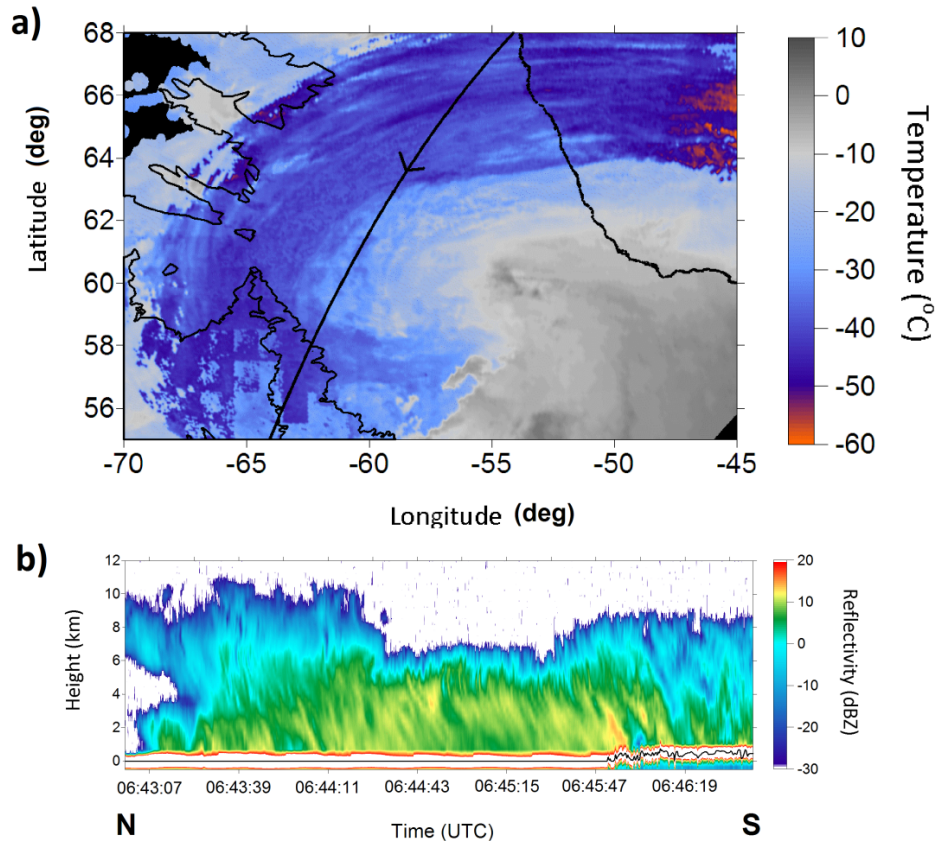 a)
68
66
64
62
60
58
56
Latitude (deg)
-70 -65 -60 -55 -50 -45
Longitude (deg)
10
0
-10
-20
-30
-40
-50
-60
Temperature (°C)
b)
12
10
8
6
4
2
0
Height (km)
06:43:07 06:43:39 06:44:11 06:44:43 06:45:15 06:45:47 06:46:19
N Time (UTC) S
20
10
0
-10
-20
-30
Reflectivity (dBZ)